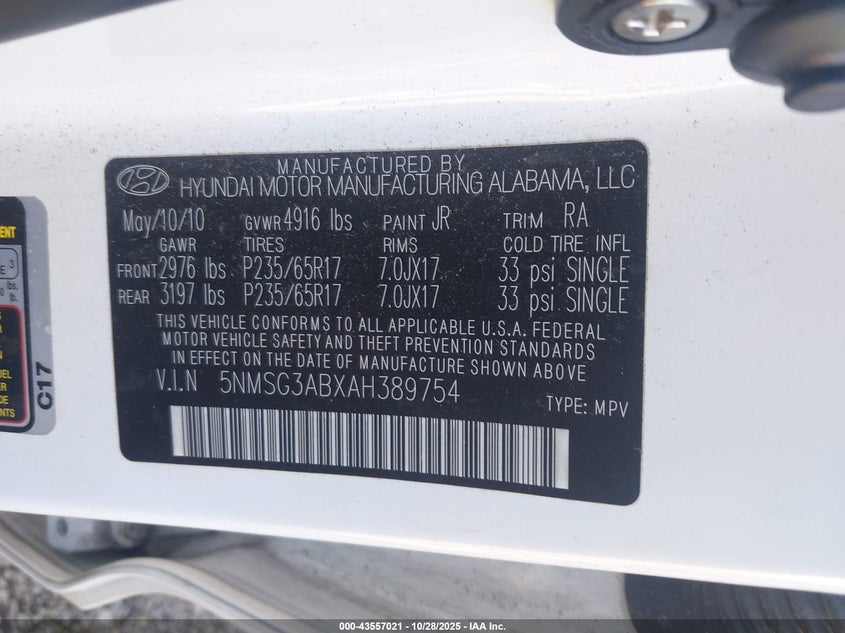 MANUFACTURED BY
HYUNDAI MOTOR MANUFACTURING ALABAMA, LLC
May/10/10 GVWR 4916 lbs PAINT JR TRIM RA
GAWR TIRES RIMS COLD TIRE INFL
FRONT 2976 lbs P235/65R17 7.0JX17 33 psi SINGLE
REAR 3197 lbs P235/65R17 7.0JX17 33 psi SINGLE
THIS VEHICLE CONFORMS TO ALL APPLICABLE U.S.A. FEDERAL
MOTOR VEHICLE SAFETY AND THEFT PREVENTION STANDARDS
IN EFFECT ON THE DATE OF MANUFACTURE SHOWN ABOVE
V.I.N 5NMSG3ABXAH389754
TYPE: MPV
C17
000-43557021 | 10/28/2025 – IAA Inc.